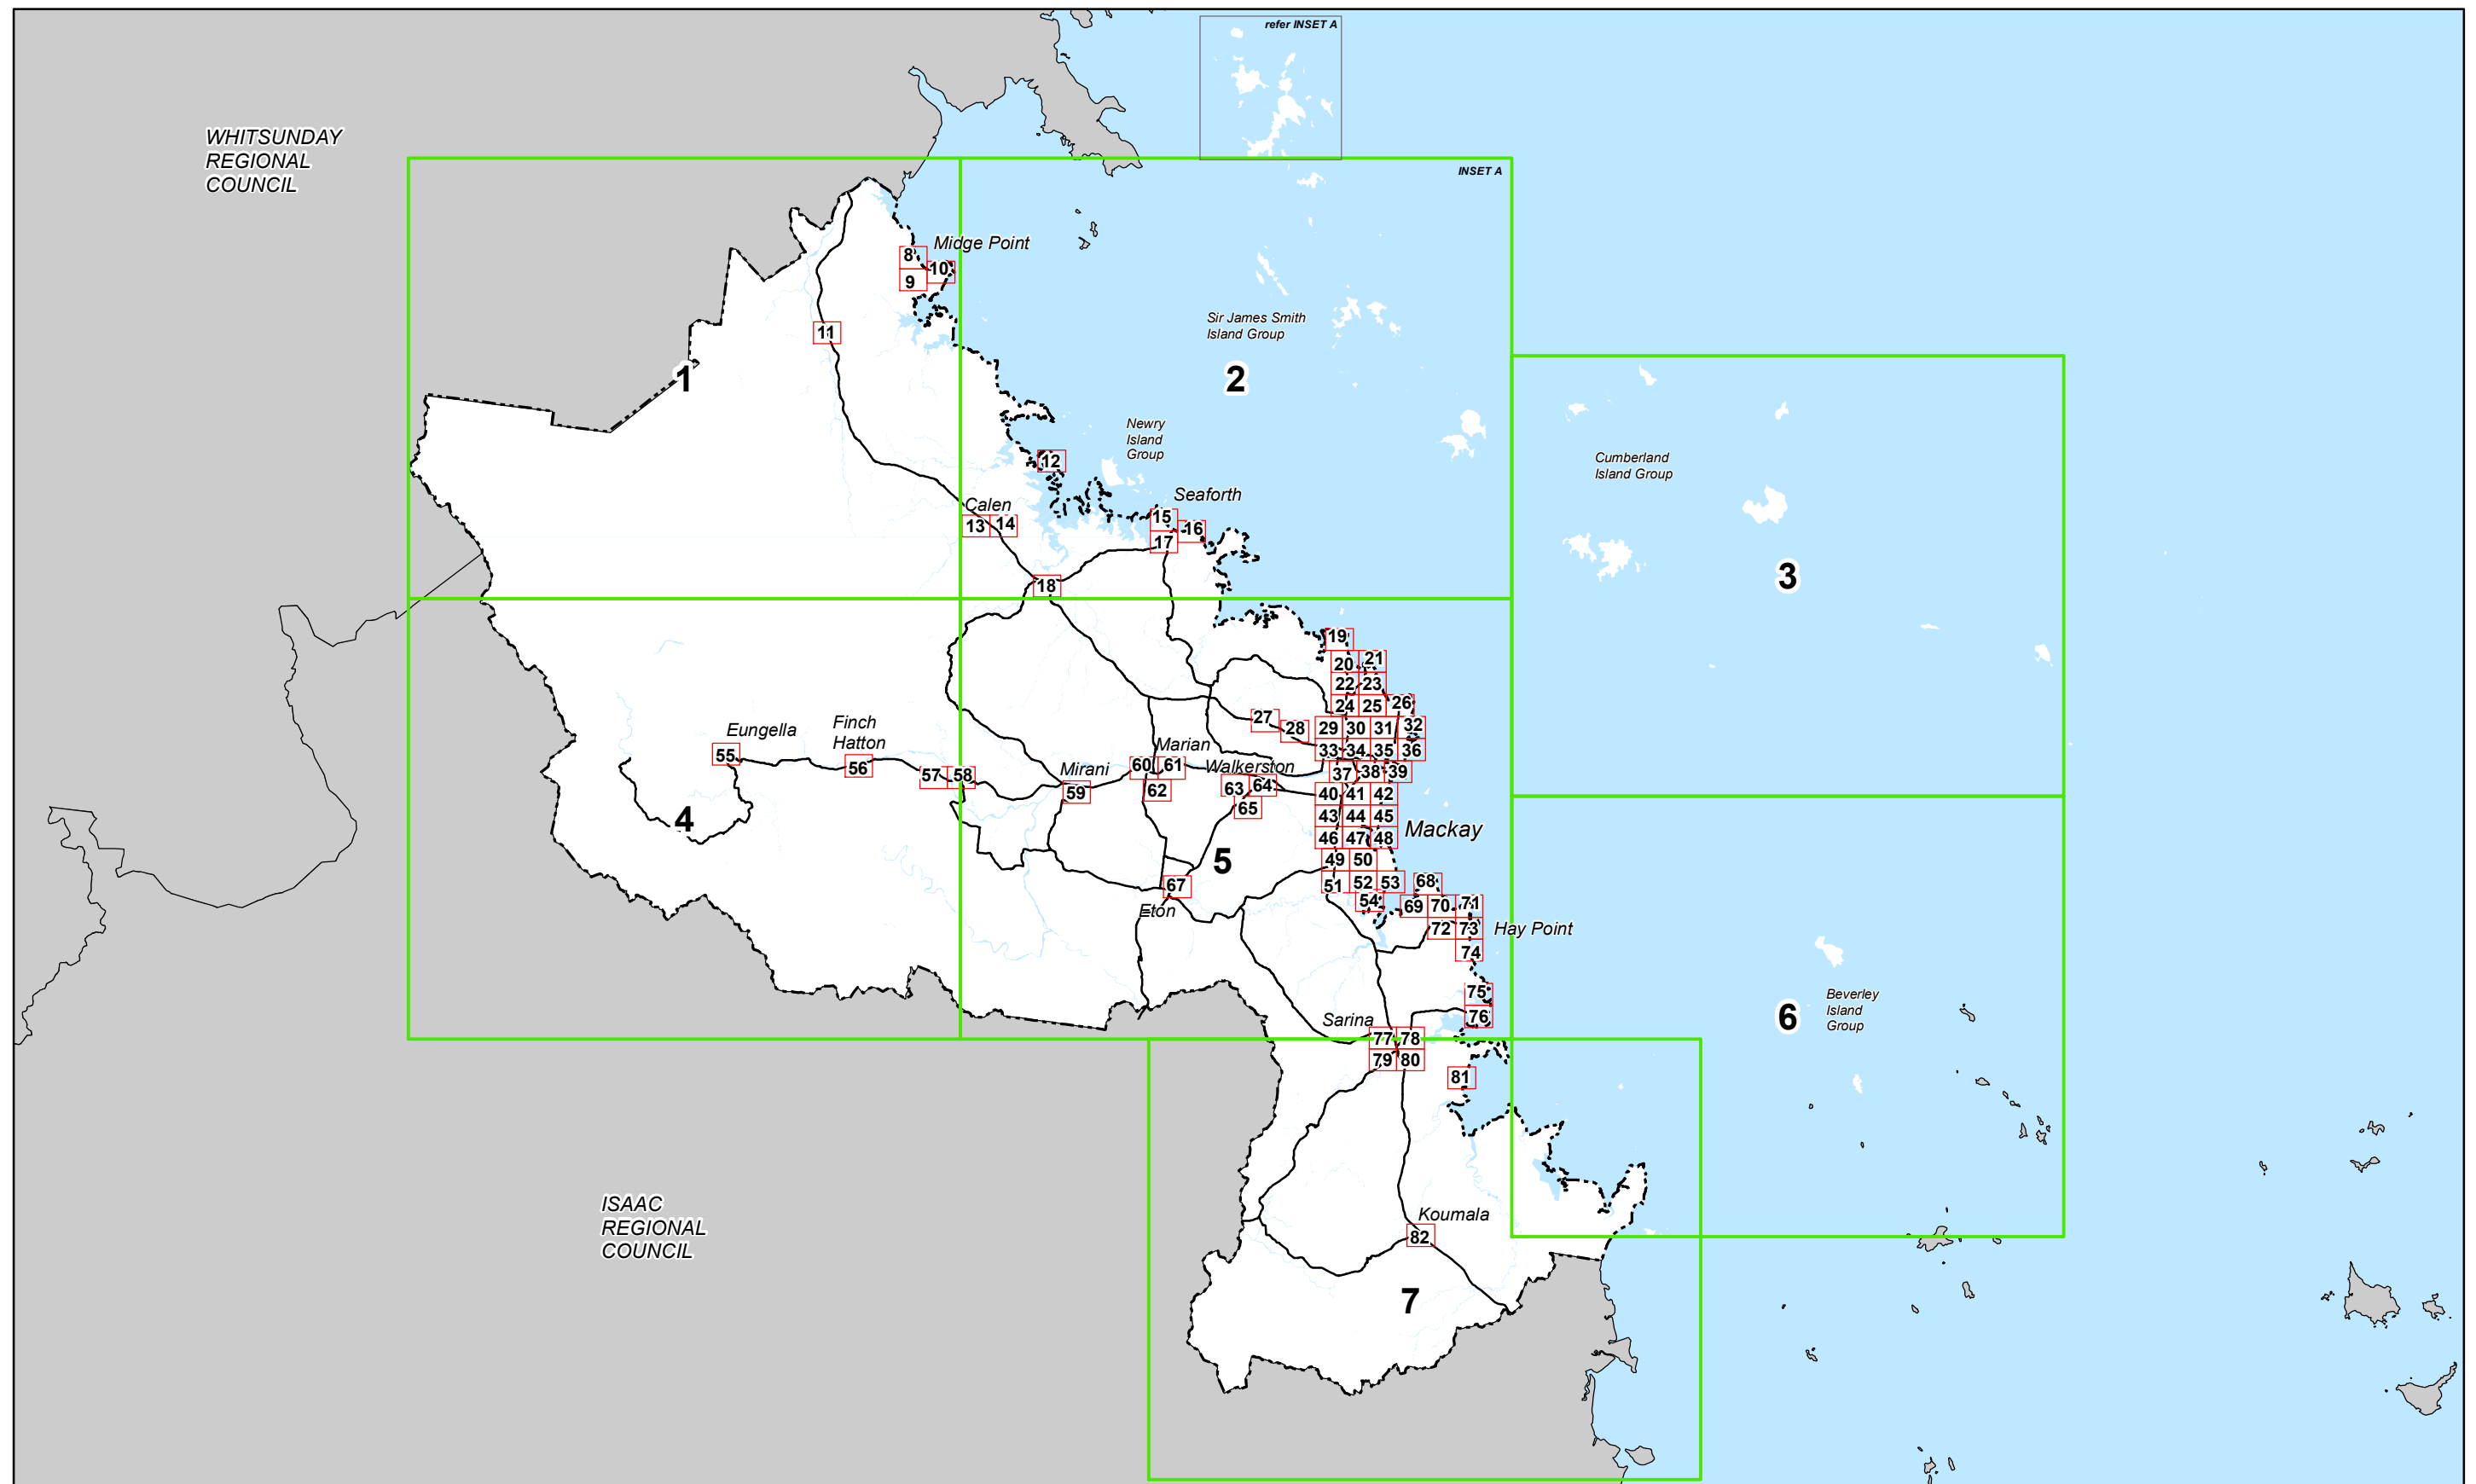 refer INSET A
WHITSUNDAY
REGIONAL
COUNCIL
INSET A
Midge Point
8
10
9
Sir James Smith
Island Group
11
1
2
Newry
Island
Group
Cumberland
Island Group
12
Calen
Seaforth
13
14
15
16
17
3
18
19
20
21
22
23
24
25
26
27
28
29
30
31
32
Eungella
Finch
Hatton
Marian
33
34
35
36
55
56
57
58
Mirani
60
61
Walkerston
37
38
39
59
62
63
64
40
41
42
65
43
44
45
4
Mackay
46
47
48
5
49
50
67
51
52
53
68
Eton
54
69
70
71
72
73
Hay Point
74
75
Beverley
Island
Group
76
6
Sarina
77
78
79
80
81
ISAAC
REGIONAL
COUNCIL
Koumala
82
7